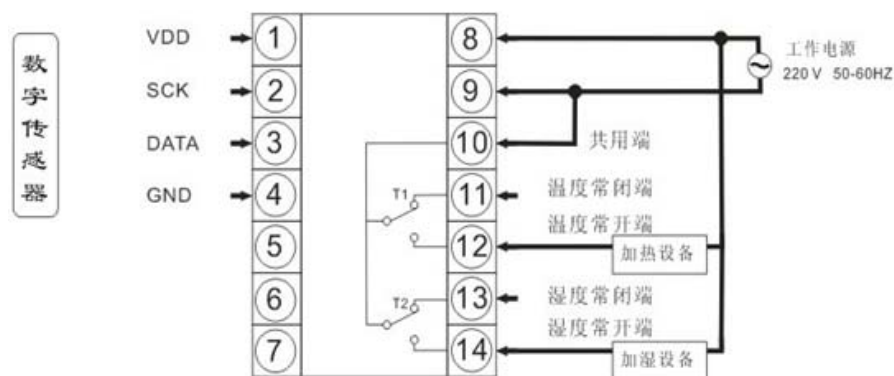 数字传感器
VDD
SCK
DATA
GND
1
2
3
4
5
6
7
T1
T2
8
9
10
11
12
13
14
工作电源
220 V 50-60HZ
共用端
温度常闭端
温度常开端
加热设备
湿度常闭端
湿度常开端
加湿设备